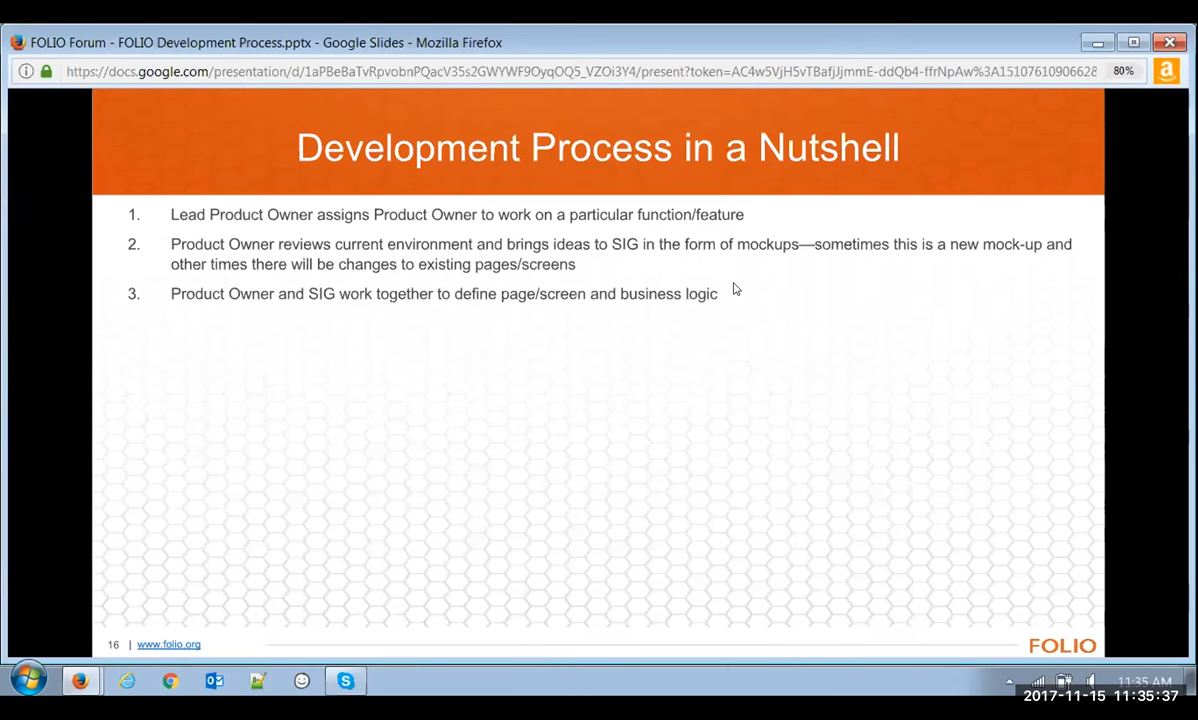 FOLIO Forum - FOLIO Development Process.pptx - Google Slides - Mozilla Firefox
https://docs.google.com/presentation/d/1aPBeBaTvRpvobnPQacV35s2GWYWF9OyqOQ5_VZOi3Y4/present?token=AC4w5VjH5vTBafjJjmmE-ddQb4-ffrNpAw%3A15107610906628
80%
Development Process in a Nutshell
1. Lead Product Owner assigns Product Owner to work on a particular function/feature
2. Product Owner reviews current environment and brings ideas to SIG in the form of mockups—sometimes this is a new mock-up and
other times there will be changes to existing pages/screens
3. Product Owner and SIG work together to define page/screen and business logic
16 | www.folio.org
FOLIO
11:35 AM
2017-11-15 11:35:37